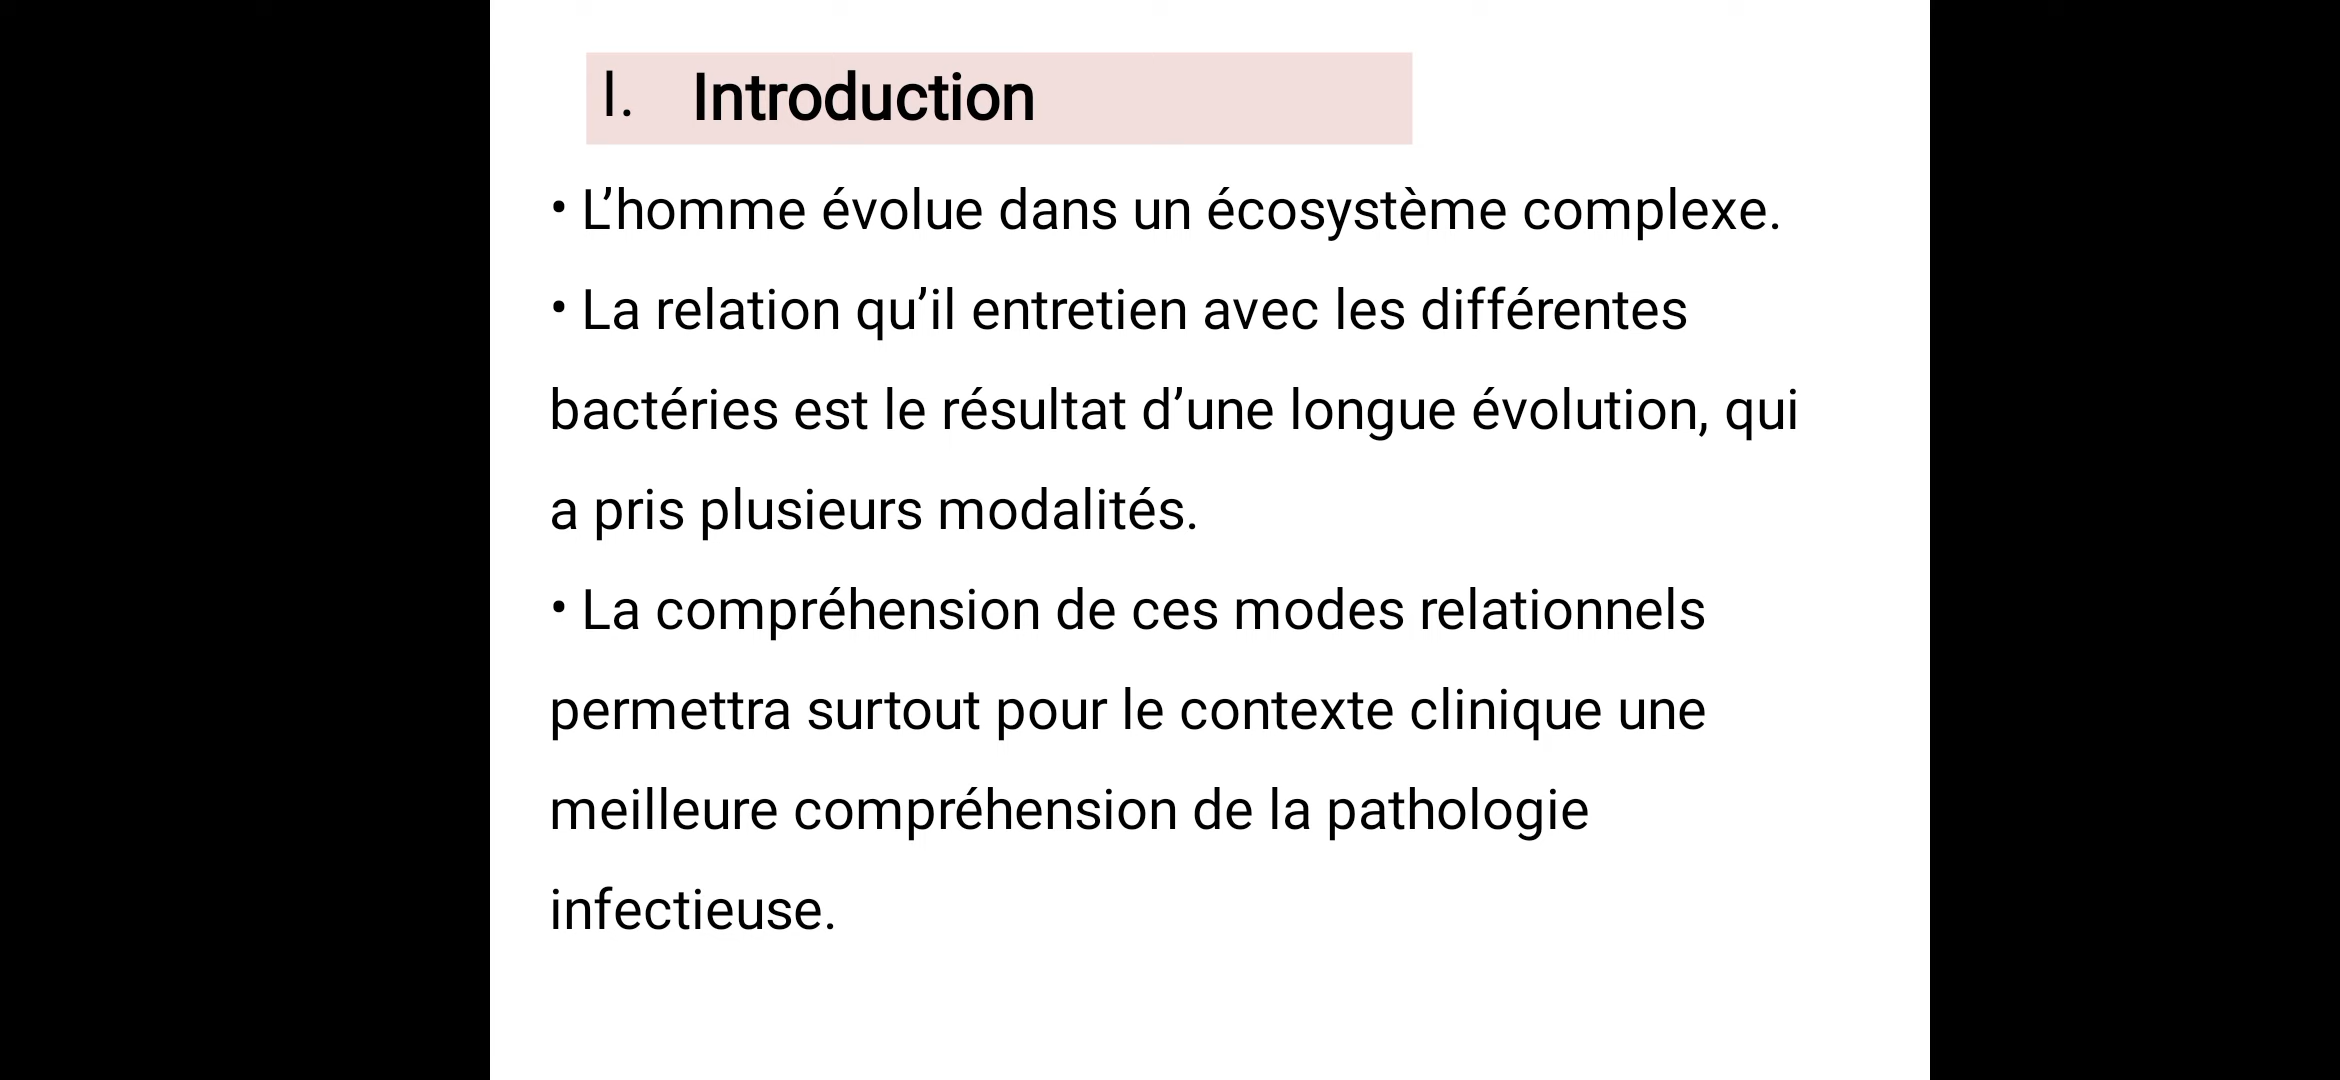 I. Introduction
• L’homme évolue dans un écosystème complexe.
• La relation qu’il entretien avec les différentes
bactéries est le résultat d’une longue évolution, qui
a pris plusieurs modalités.
• La compréhension de ces modes relationnels
permettra surtout pour le contexte clinique une
meilleure compréhension de la pathologie
infectieuse.